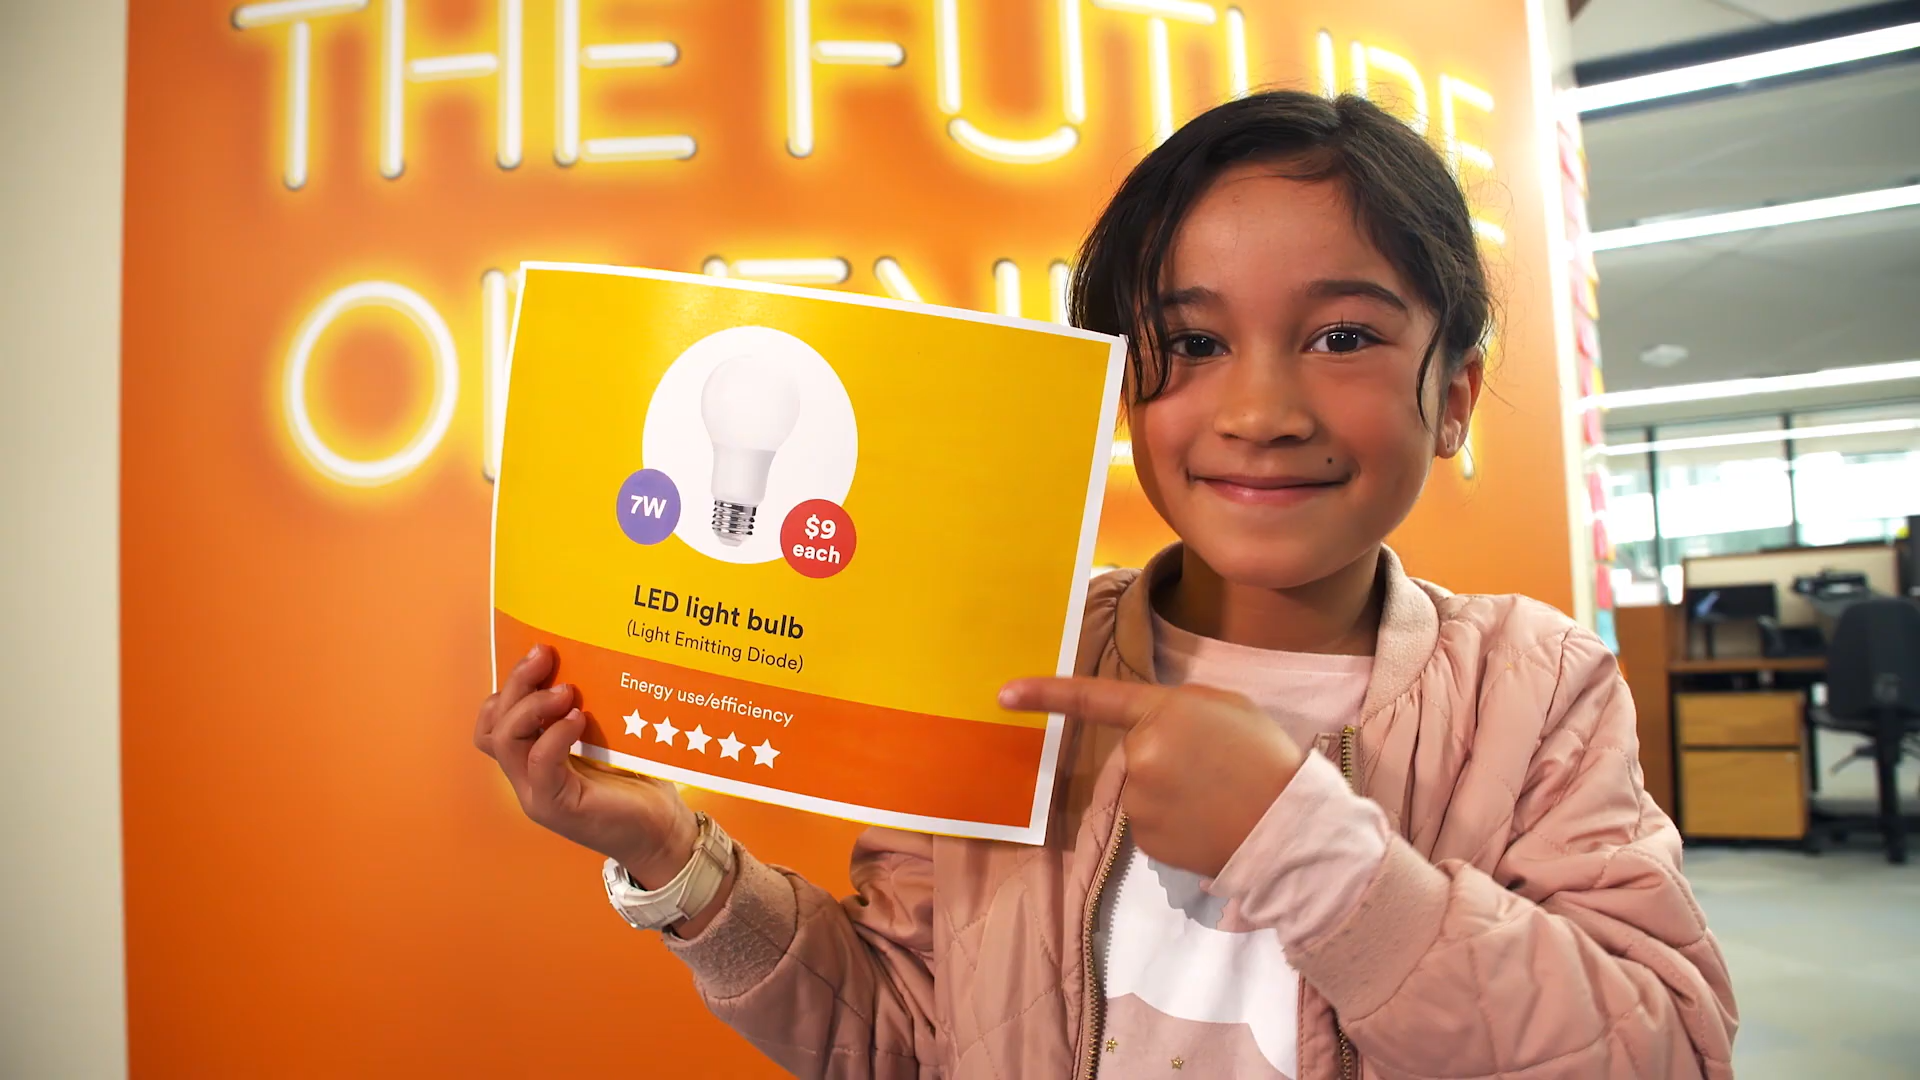 THE FUTURE
7W
$9
each
LED light bulb
(Light Emitting Diode)
Energy use/efficiency